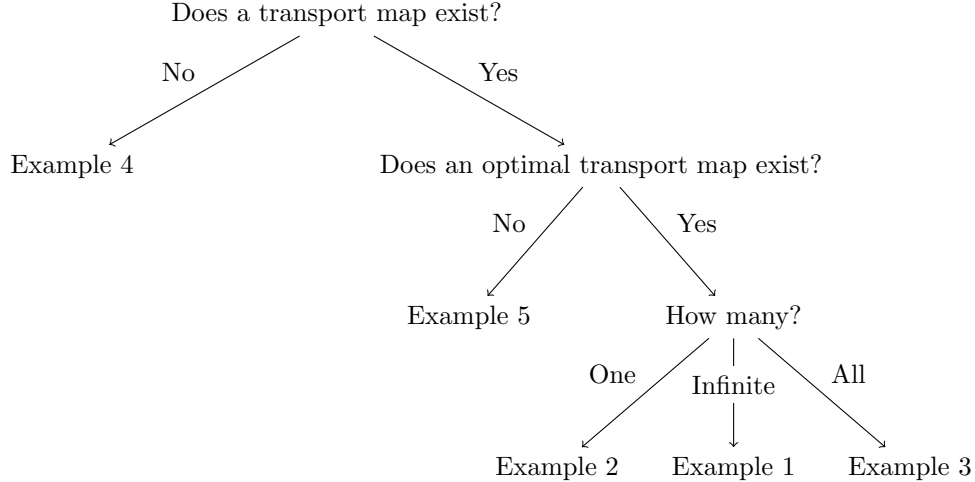 Does a transport map exist?
No
Yes
Example 4
Does an optimal transport map exist?
No
Yes
Example 5
How many?
One
Infinite
All
Example 2
Example 1
Example 3